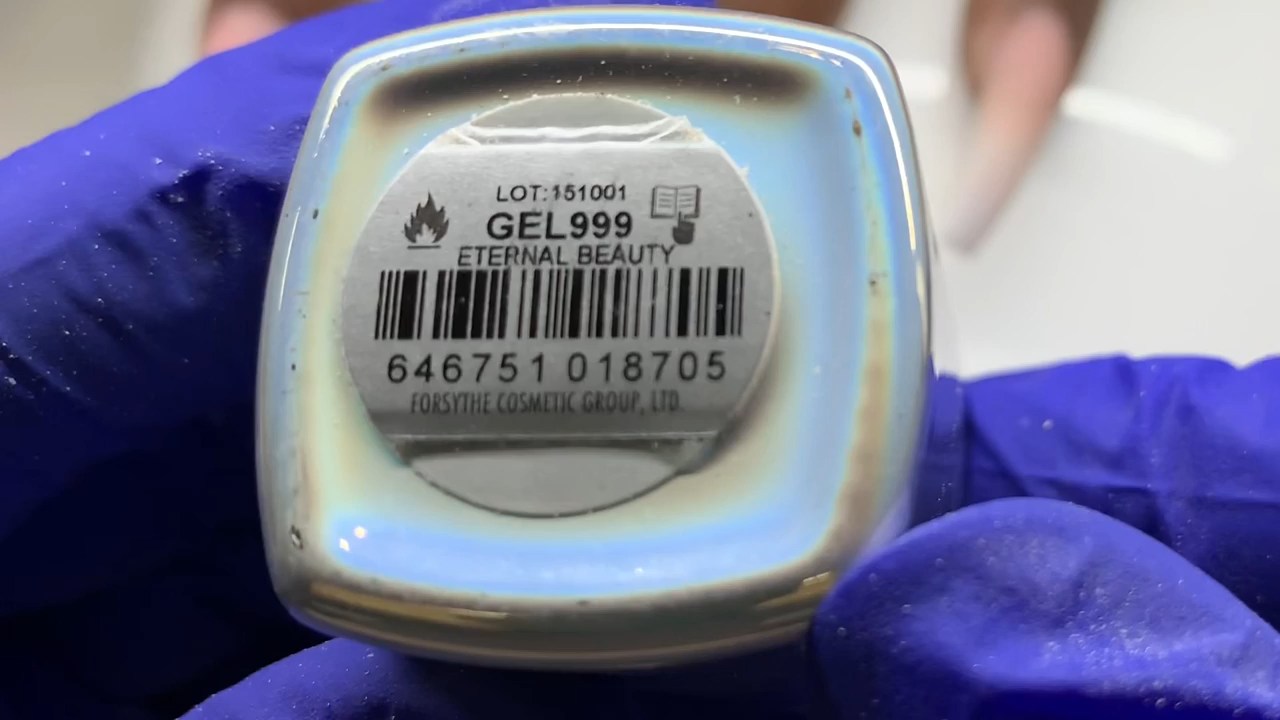 LOT:151001
GEL999
ETERNAL BEAUTY
646751 018705
FORSYTHE COSMETIC GROUP, LTD.